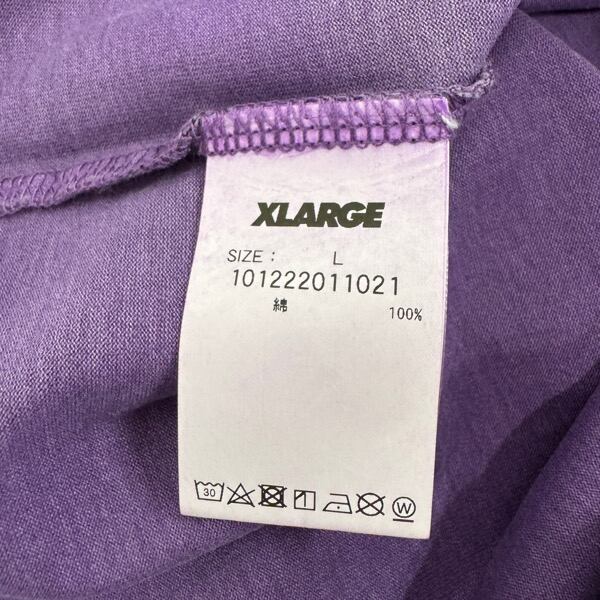 XLARGE
SIZE： L
101222011021
綿 100%
30
W